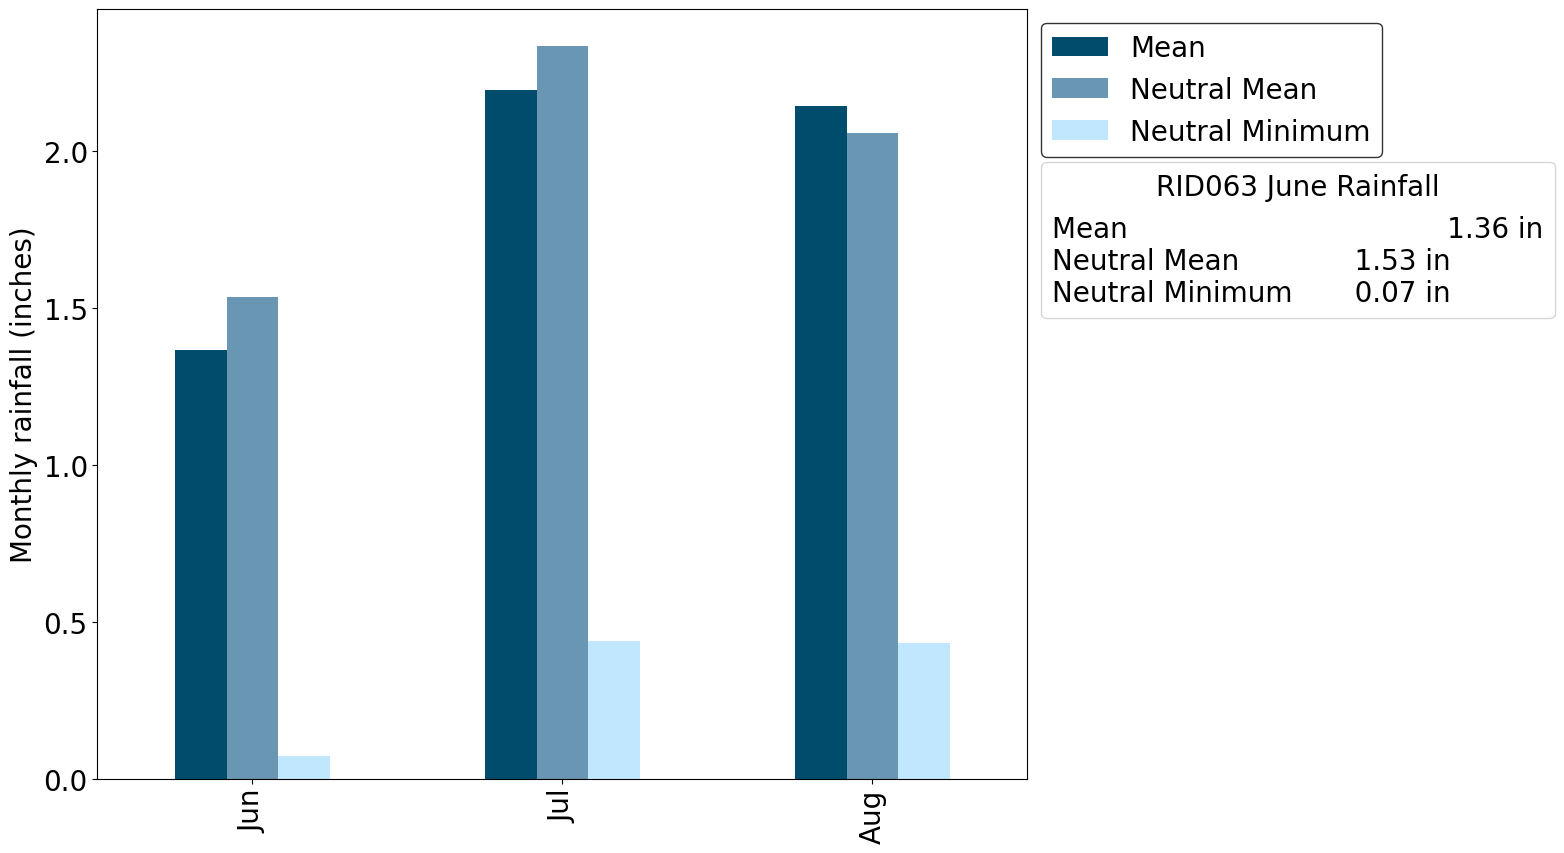 Monthly rainfall (inches)
2.0
1.5
1.0
0.5
0.0
Jun
Jul
Aug
Mean
Neutral Mean
Neutral Minimum
RID063 June Rainfall
Mean 1.36 in
Neutral Mean 1.53 in
Neutral Minimum 0.07 in